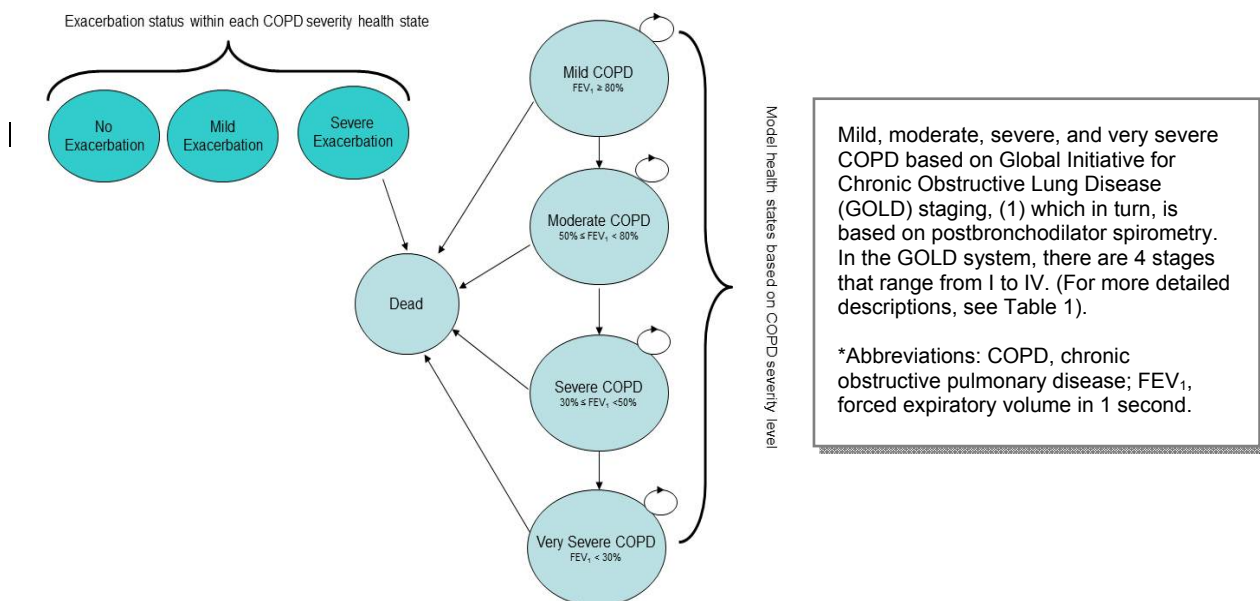 Exacerbation status within each COPD severity health state
No
Exacerbation
Mild
Exacerbation
Severe
Exacerbation
Dead
Mild COPD
FEV₁ ≥ 80%
Moderate COPD
50% ≤ FEV₁ < 80%
Severe COPD
30% ≤ FEV₁ <50%
Very Severe COPD
FEV₁ < 30%
Model health states based on COPD severity level
Mild, moderate, severe, and very severe
COPD based on Global Initiative for
Chronic Obstructive Lung Disease
(GOLD) staging, (1) which in turn, is
based on postbronchodilator spirometry.
In the GOLD system, there are 4 stages
that range from I to IV. (For more detailed
descriptions, see Table 1).
*Abbreviations: COPD, chronic
obstructive pulmonary disease; FEV₁,
forced expiratory volume in 1 second.